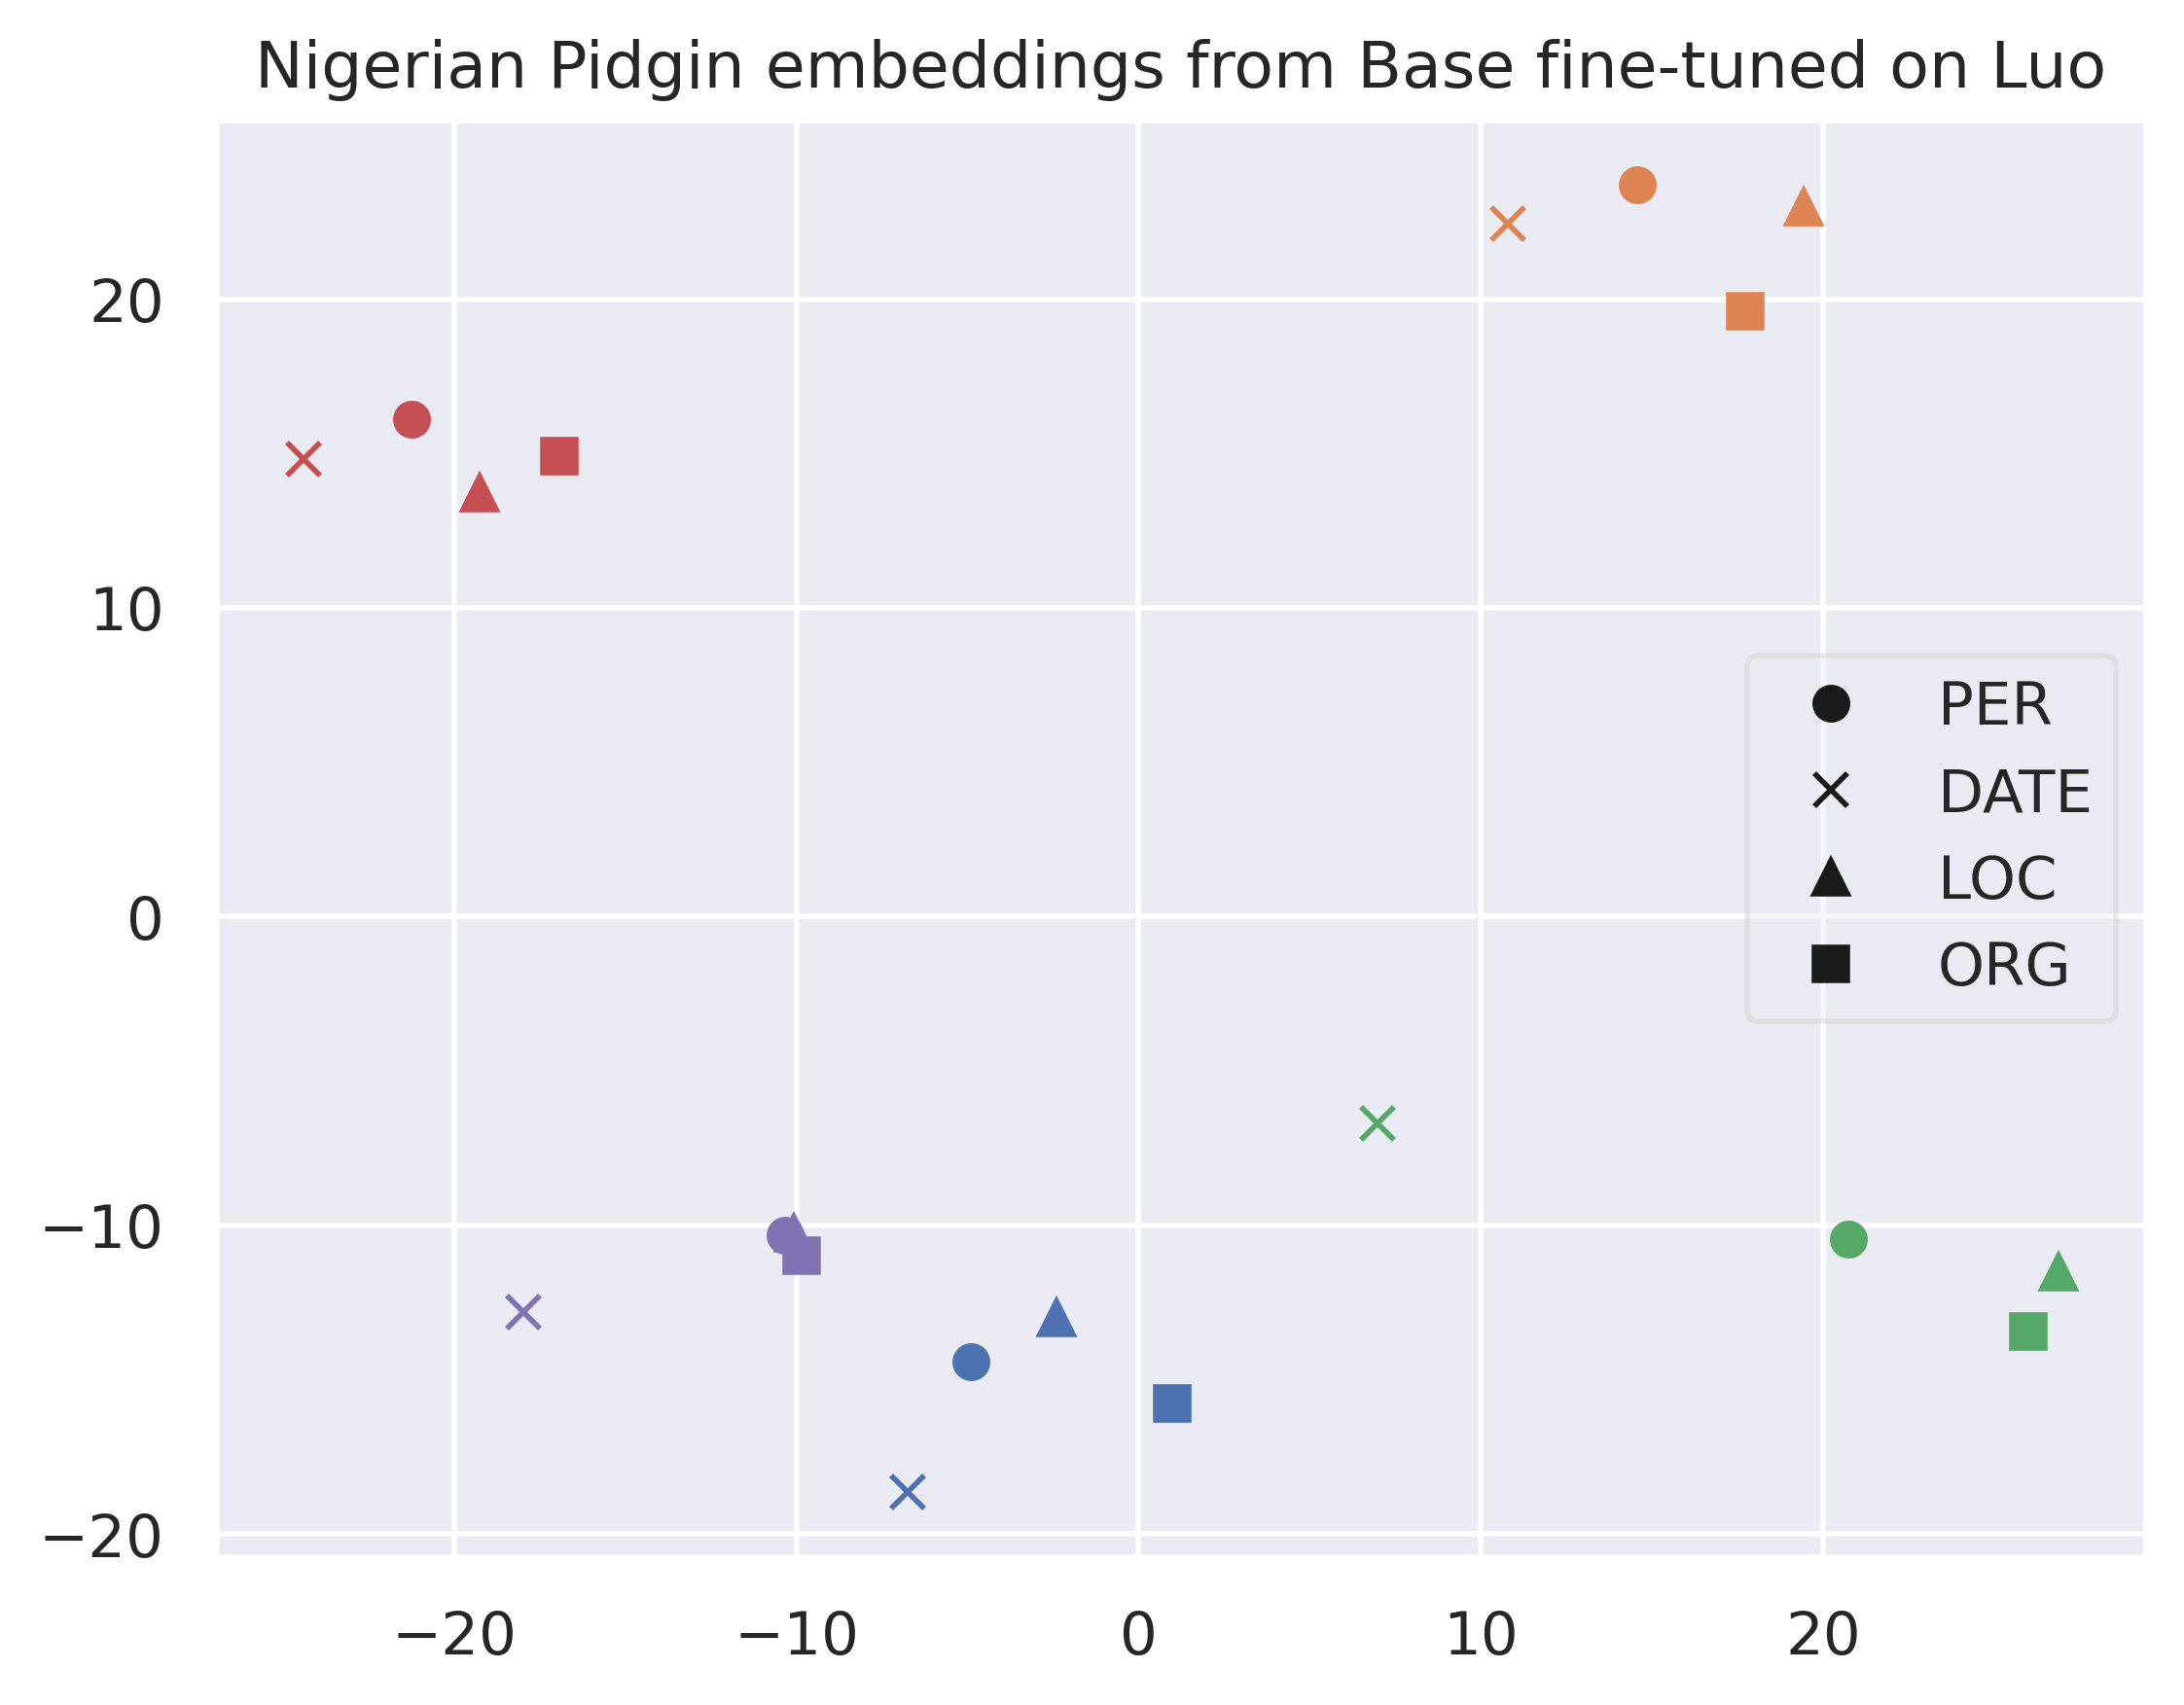 Nigerian Pidgin embeddings from Base fine-tuned on Luo
20
10
0
−10
−20
PER
DATE
LOC
ORG
−20 −10 0 10 20